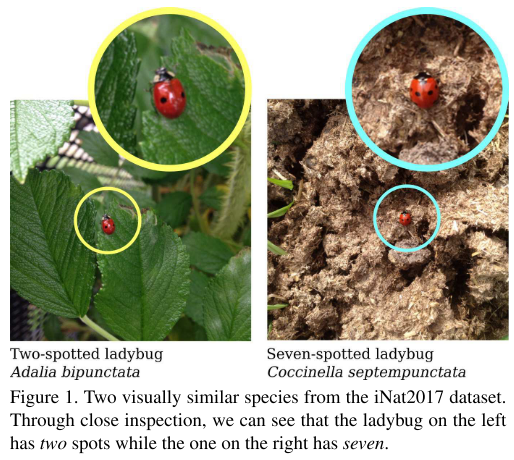 Two-spotted ladybug
Adalia bipunctata
Seven-spotted ladybug
Coccinella septempunctata
Figure 1. Two visually similar species from the iNat2017 dataset.
Through close inspection, we can see that the ladybug on the left
has two spots while the one on the right has seven.